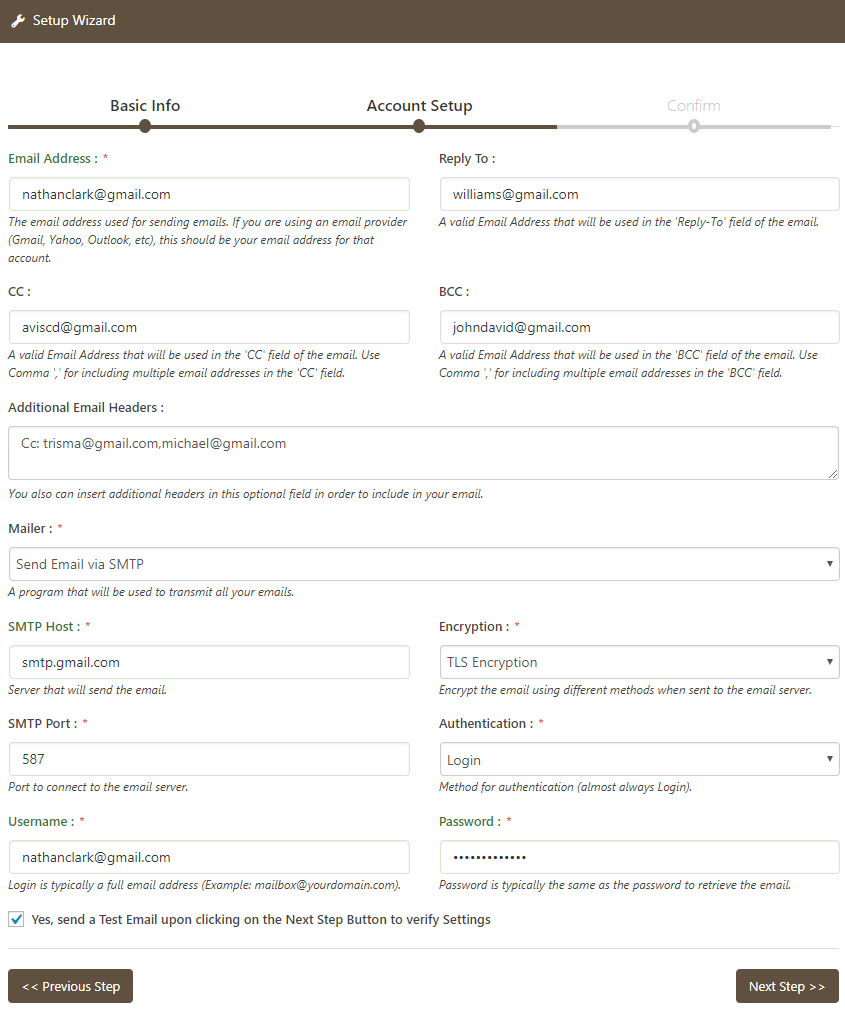 Setup Wizard
Basic Info
Account Setup
Confirm
Email Address : *
Reply To :
nathanclark@gmail.com
williams@gmail.com
The email address used for sending emails. If you are using an email provider
(Gmail, Yahoo, Outlook, etc), this should be your email address for that
account.
A valid Email Address that will be used in the 'Reply-To' field of the email.
CC :
BCC :
aviscd@gmail.com
johndavid@gmail.com
A valid Email Address that will be used in the 'CC' field of the email. Use
Comma ',' for including multiple email addresses in the 'CC' field.
A valid Email Address that will be used in the 'BCC' field of the email. Use
Comma ',' for including multiple email addresses in the 'BCC' field.
Additional Email Headers :
Cc: trisma@gmail.com,michael@gmail.com
You also can insert additional headers in this optional field in order to include in your email.
Mailer : *
Send Email via SMTP
A program that will be used to transmit all your emails.
SMTP Host : *
Encryption : *
smtp.gmail.com
TLS Encryption
Server that will send the email.
Encrypt the email using different methods when sent to the email server.
SMTP Port : *
Authentication : *
587
Login
Port to connect to the email server.
Method for authentication (almost always Login).
Username : *
Password : *
nathanclark@gmail.com
•••••••••••••
Login is typically a full email address (Example: mailbox@yourdomain.com).
Password is typically the same as the password to retrieve the email.
Yes, send a Test Email upon clicking on the Next Step Button to verify Settings
<< Previous Step
Next Step >>